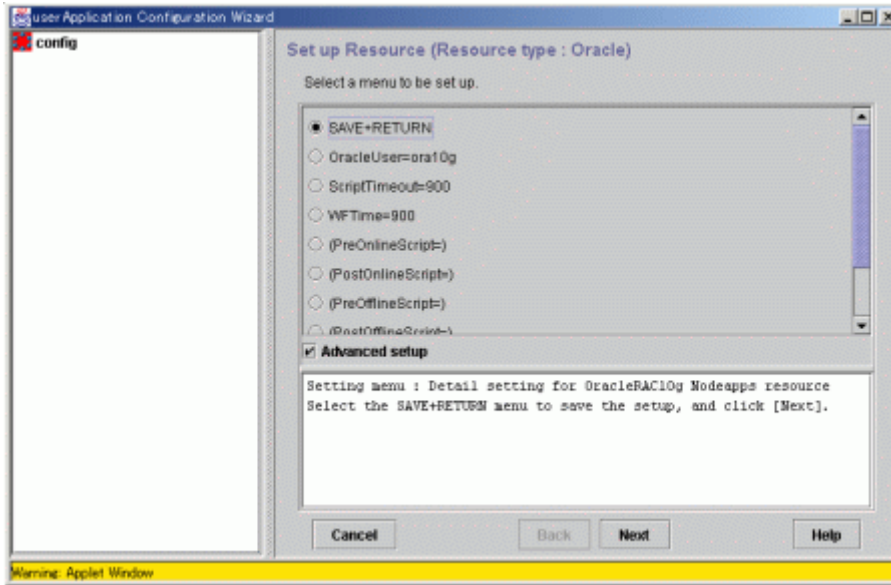 userApplication Configuration Wizard
config
Set up Resource (Resource type : Oracle)
Select a menu to be set up.
SAVE+RETURN
OracleUser=ora10g
ScriptTimeout=900
WFTime=900
(PreOnlineScript=)
(PostOnlineScript=)
(PreOfflineScript=)
(PostOfflineScript=)
Advanced setup
Setting menu : Detail setting for OracleRAC10g Nodeapps resource
Select the SAVE+RETURN menu to save the setup, and click [Next].
Cancel Back Next Help
Warning: Applet Window